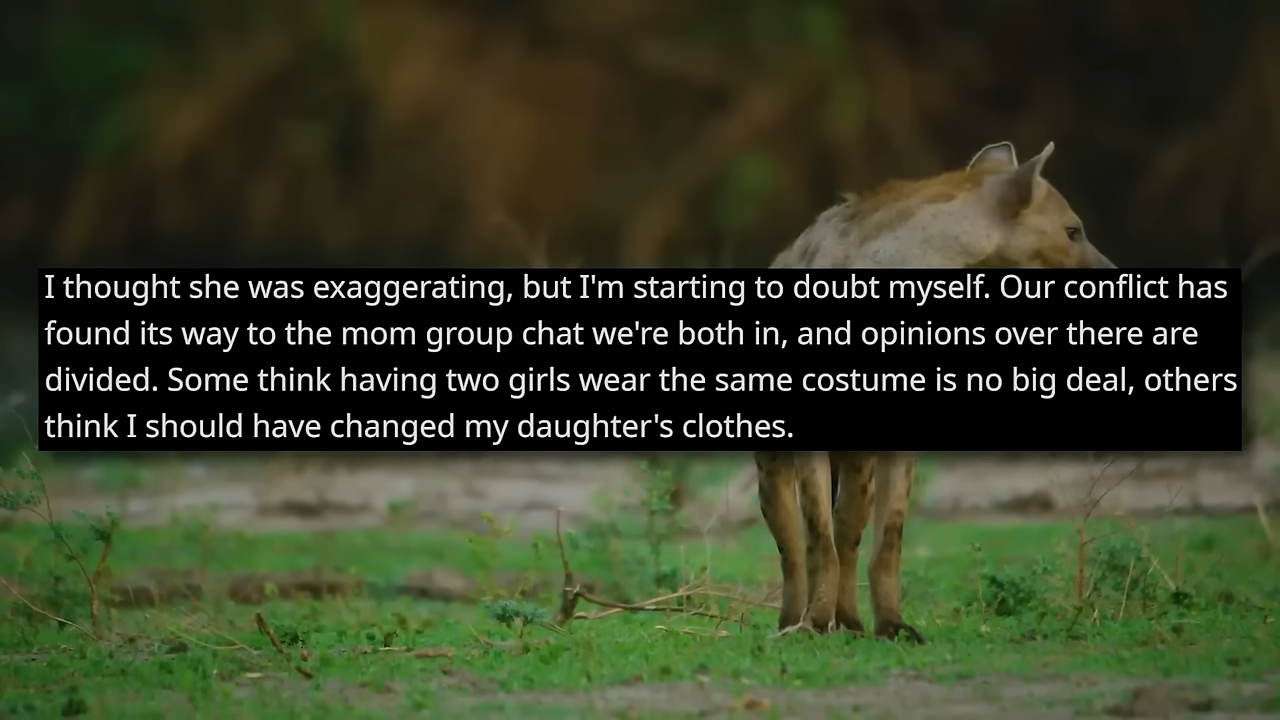 I thought she was exaggerating, but I'm starting to doubt myself. Our conflict has
found its way to the mom group chat we're both in, and opinions over there are
divided. Some think having two girls wear the same costume is no big deal, others
think I should have changed my daughter's clothes.